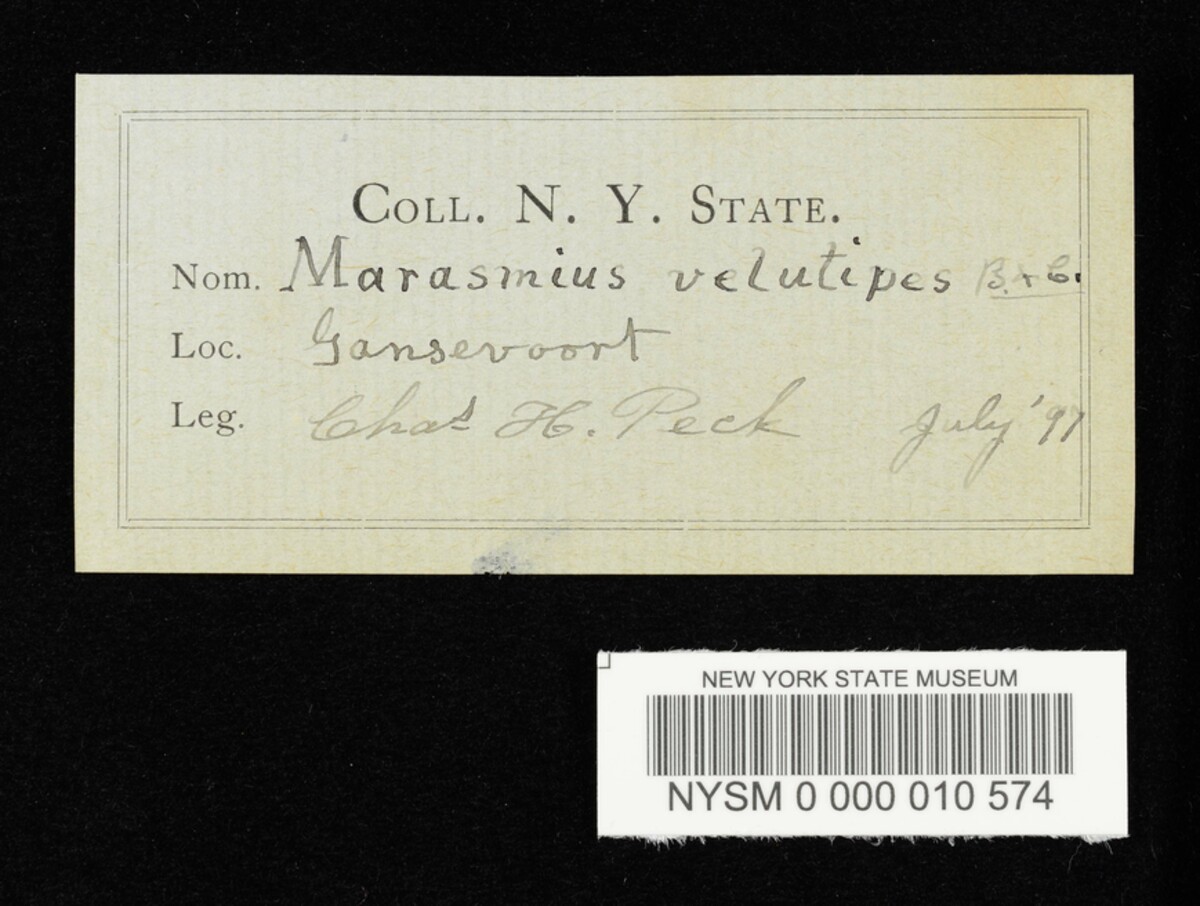 COLL. N. Y. STATE.
Nom. Marasmius velutipes B. & C.
Loc. Gansevoort
Leg. Chas H. Peck July '97
NEW YORK STATE MUSEUM
NYSM 0 000 010 574